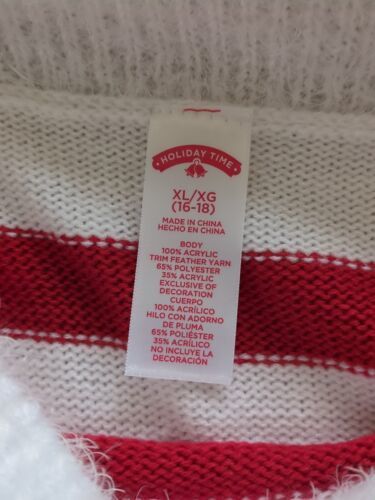 HOLIDAY TIME
XL/XG
(16-18)
MADE IN CHINA
HECHO EN CHINA
BODY
100% ACRYLIC
TRIM FEATHER YARN
65% POLYESTER
35% ACRYLIC
EXCLUSIVE OF
DECORATION
CUERPO
100% ACRÍLICO
HILO CON ADORNO
DE PLUMA
65% POLIÉSTER
35% ACRÍLICO
NO INCLUYE LA
DECORACIÓN